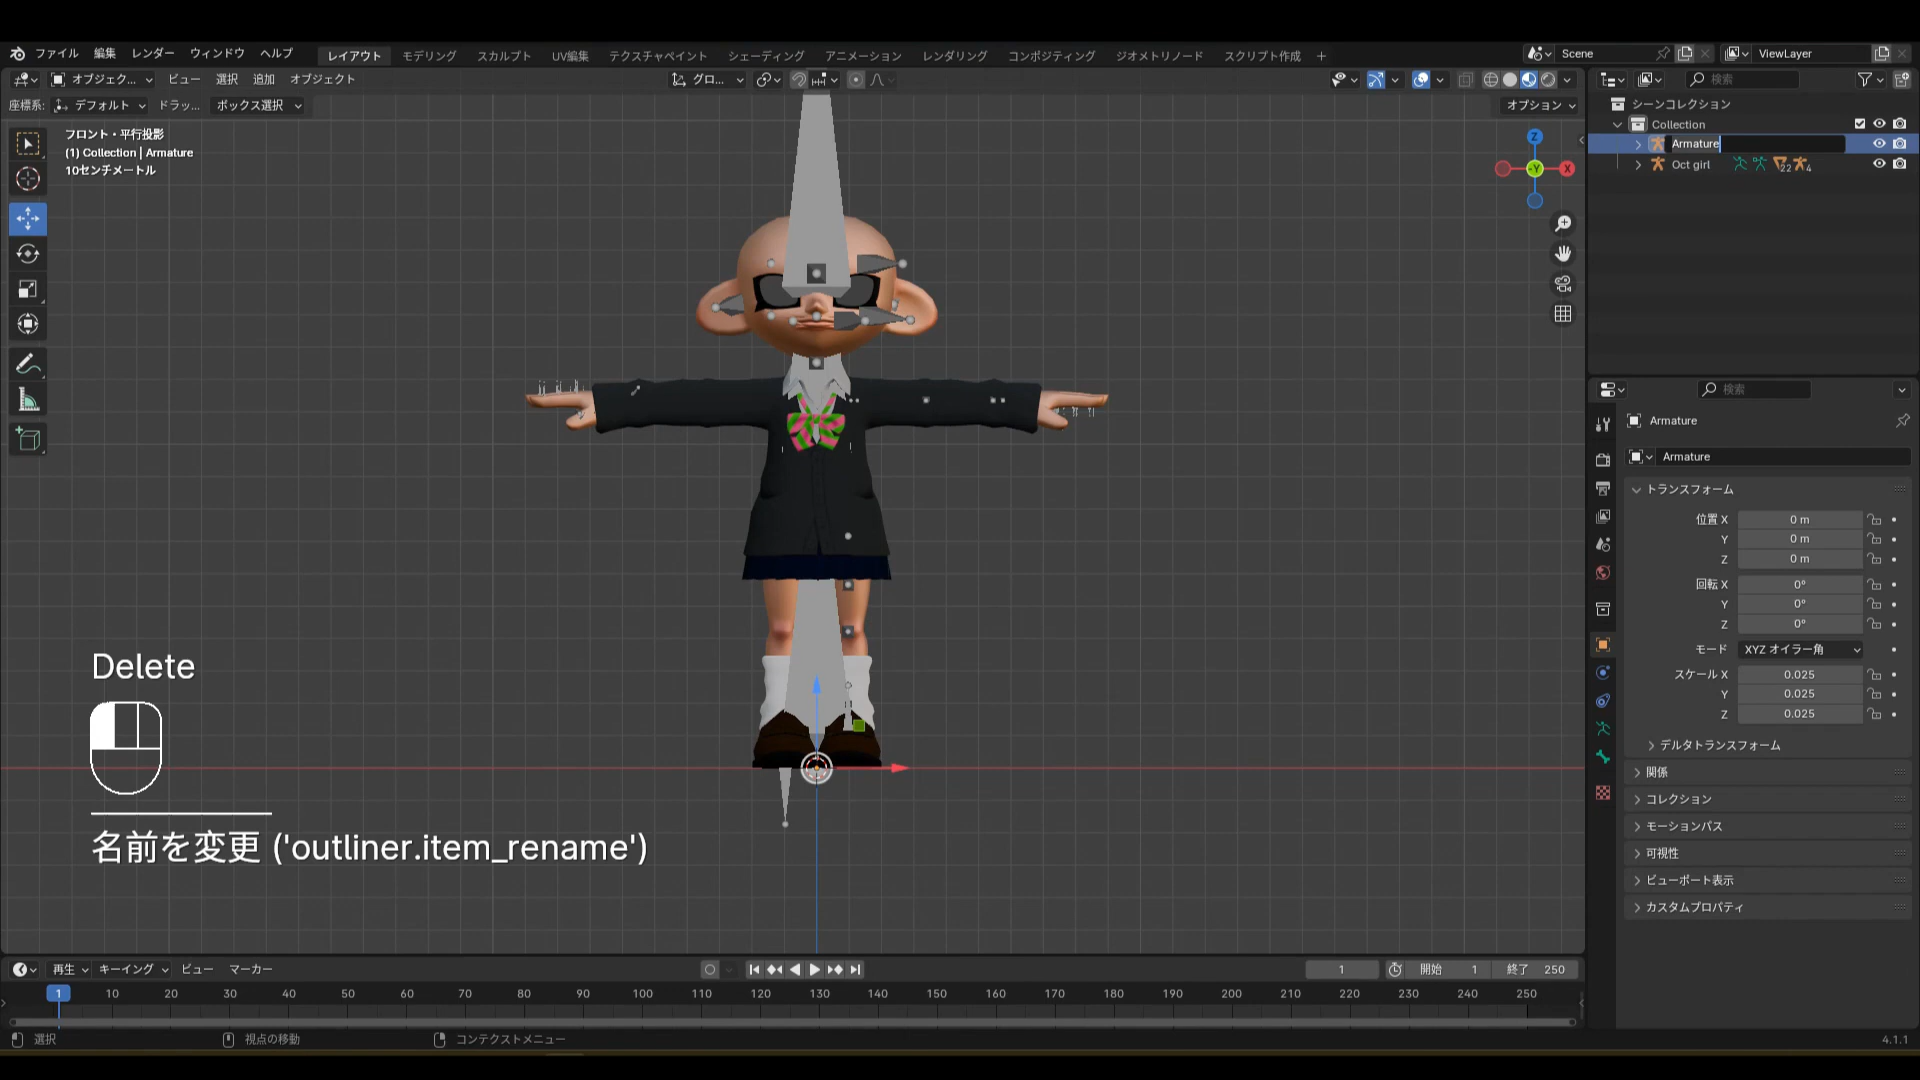 ファイル 編集 レンダー ウィンドウ ヘルプ レイアウト モデリング スカルプト UV編集 テクスチャペイント シェーディング アニメーション レンダリング コンポジティング ジオメトリノード スクリプト作成 + Scene ViewLayer
オブジェク... ビュー 選択 追加 オブジェクト グロー... 検索
座標系: デフォルト ドラッ... ボックス選択 オプション
フロント・平行投影
(1) Collection | Armature
10センチメートル
シーンコレクション
Collection
Armature
Oct girl 22 4
Z
-Y
X
検索
Armature
Armature
トランスフォーム
位置 X 0 m
Y 0 m
Z 0 m
回転 X 0°
Y 0°
Z 0°
モード XYZ オイラー角
スケール X 0.025
Y 0.025
Z 0.025
デルタトランスフォーム
関係
コレクション
モーションパス
可視性
ビューポート表示
カスタムプロパティ
Delete
名前を変更 ('outliner.item_rename')
再生 キーイング ビュー マーカー 1 開始 1 終了 250
1 10 20 30 40 50 60 70 80 90 100 110 120 130 140 150 160 170 180 190 200 210 220 230 240 250
選択 視点の移動 コンテクストメニュー 4.1.1